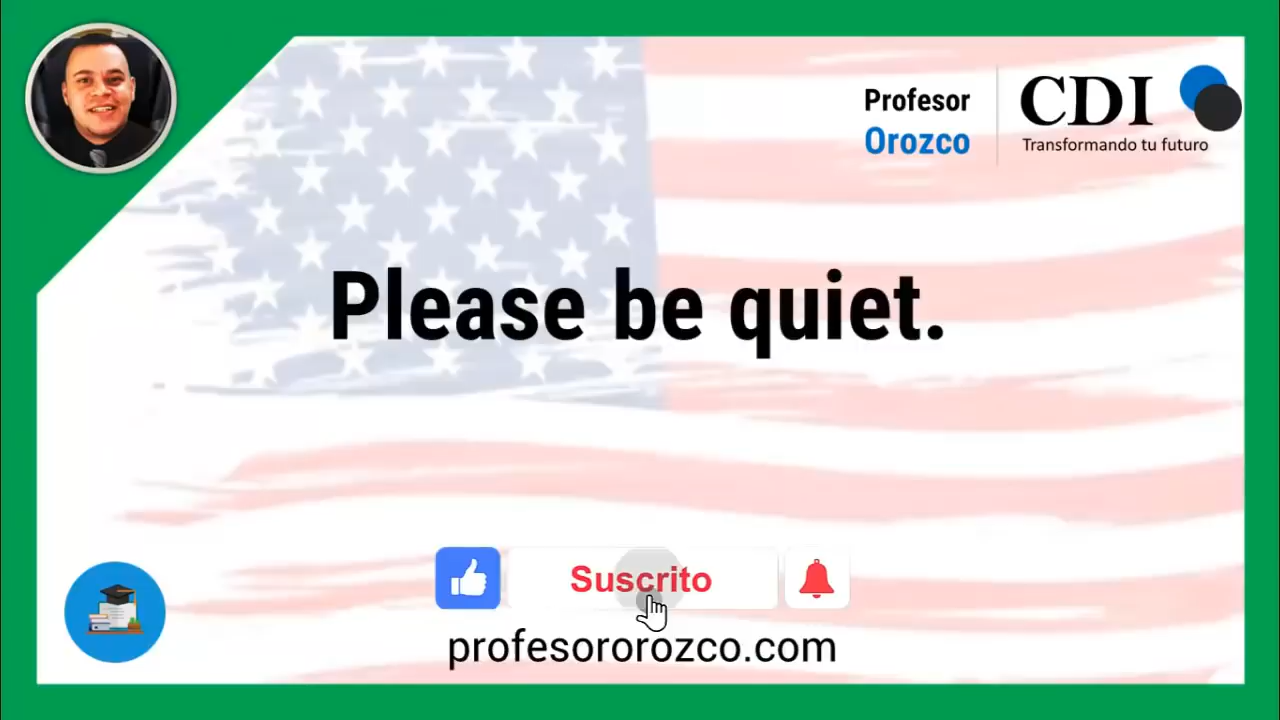 Profesor
Orozco
CDI
Transformando tu futuro
Please be quiet.
Suscrito
profesororozco.com